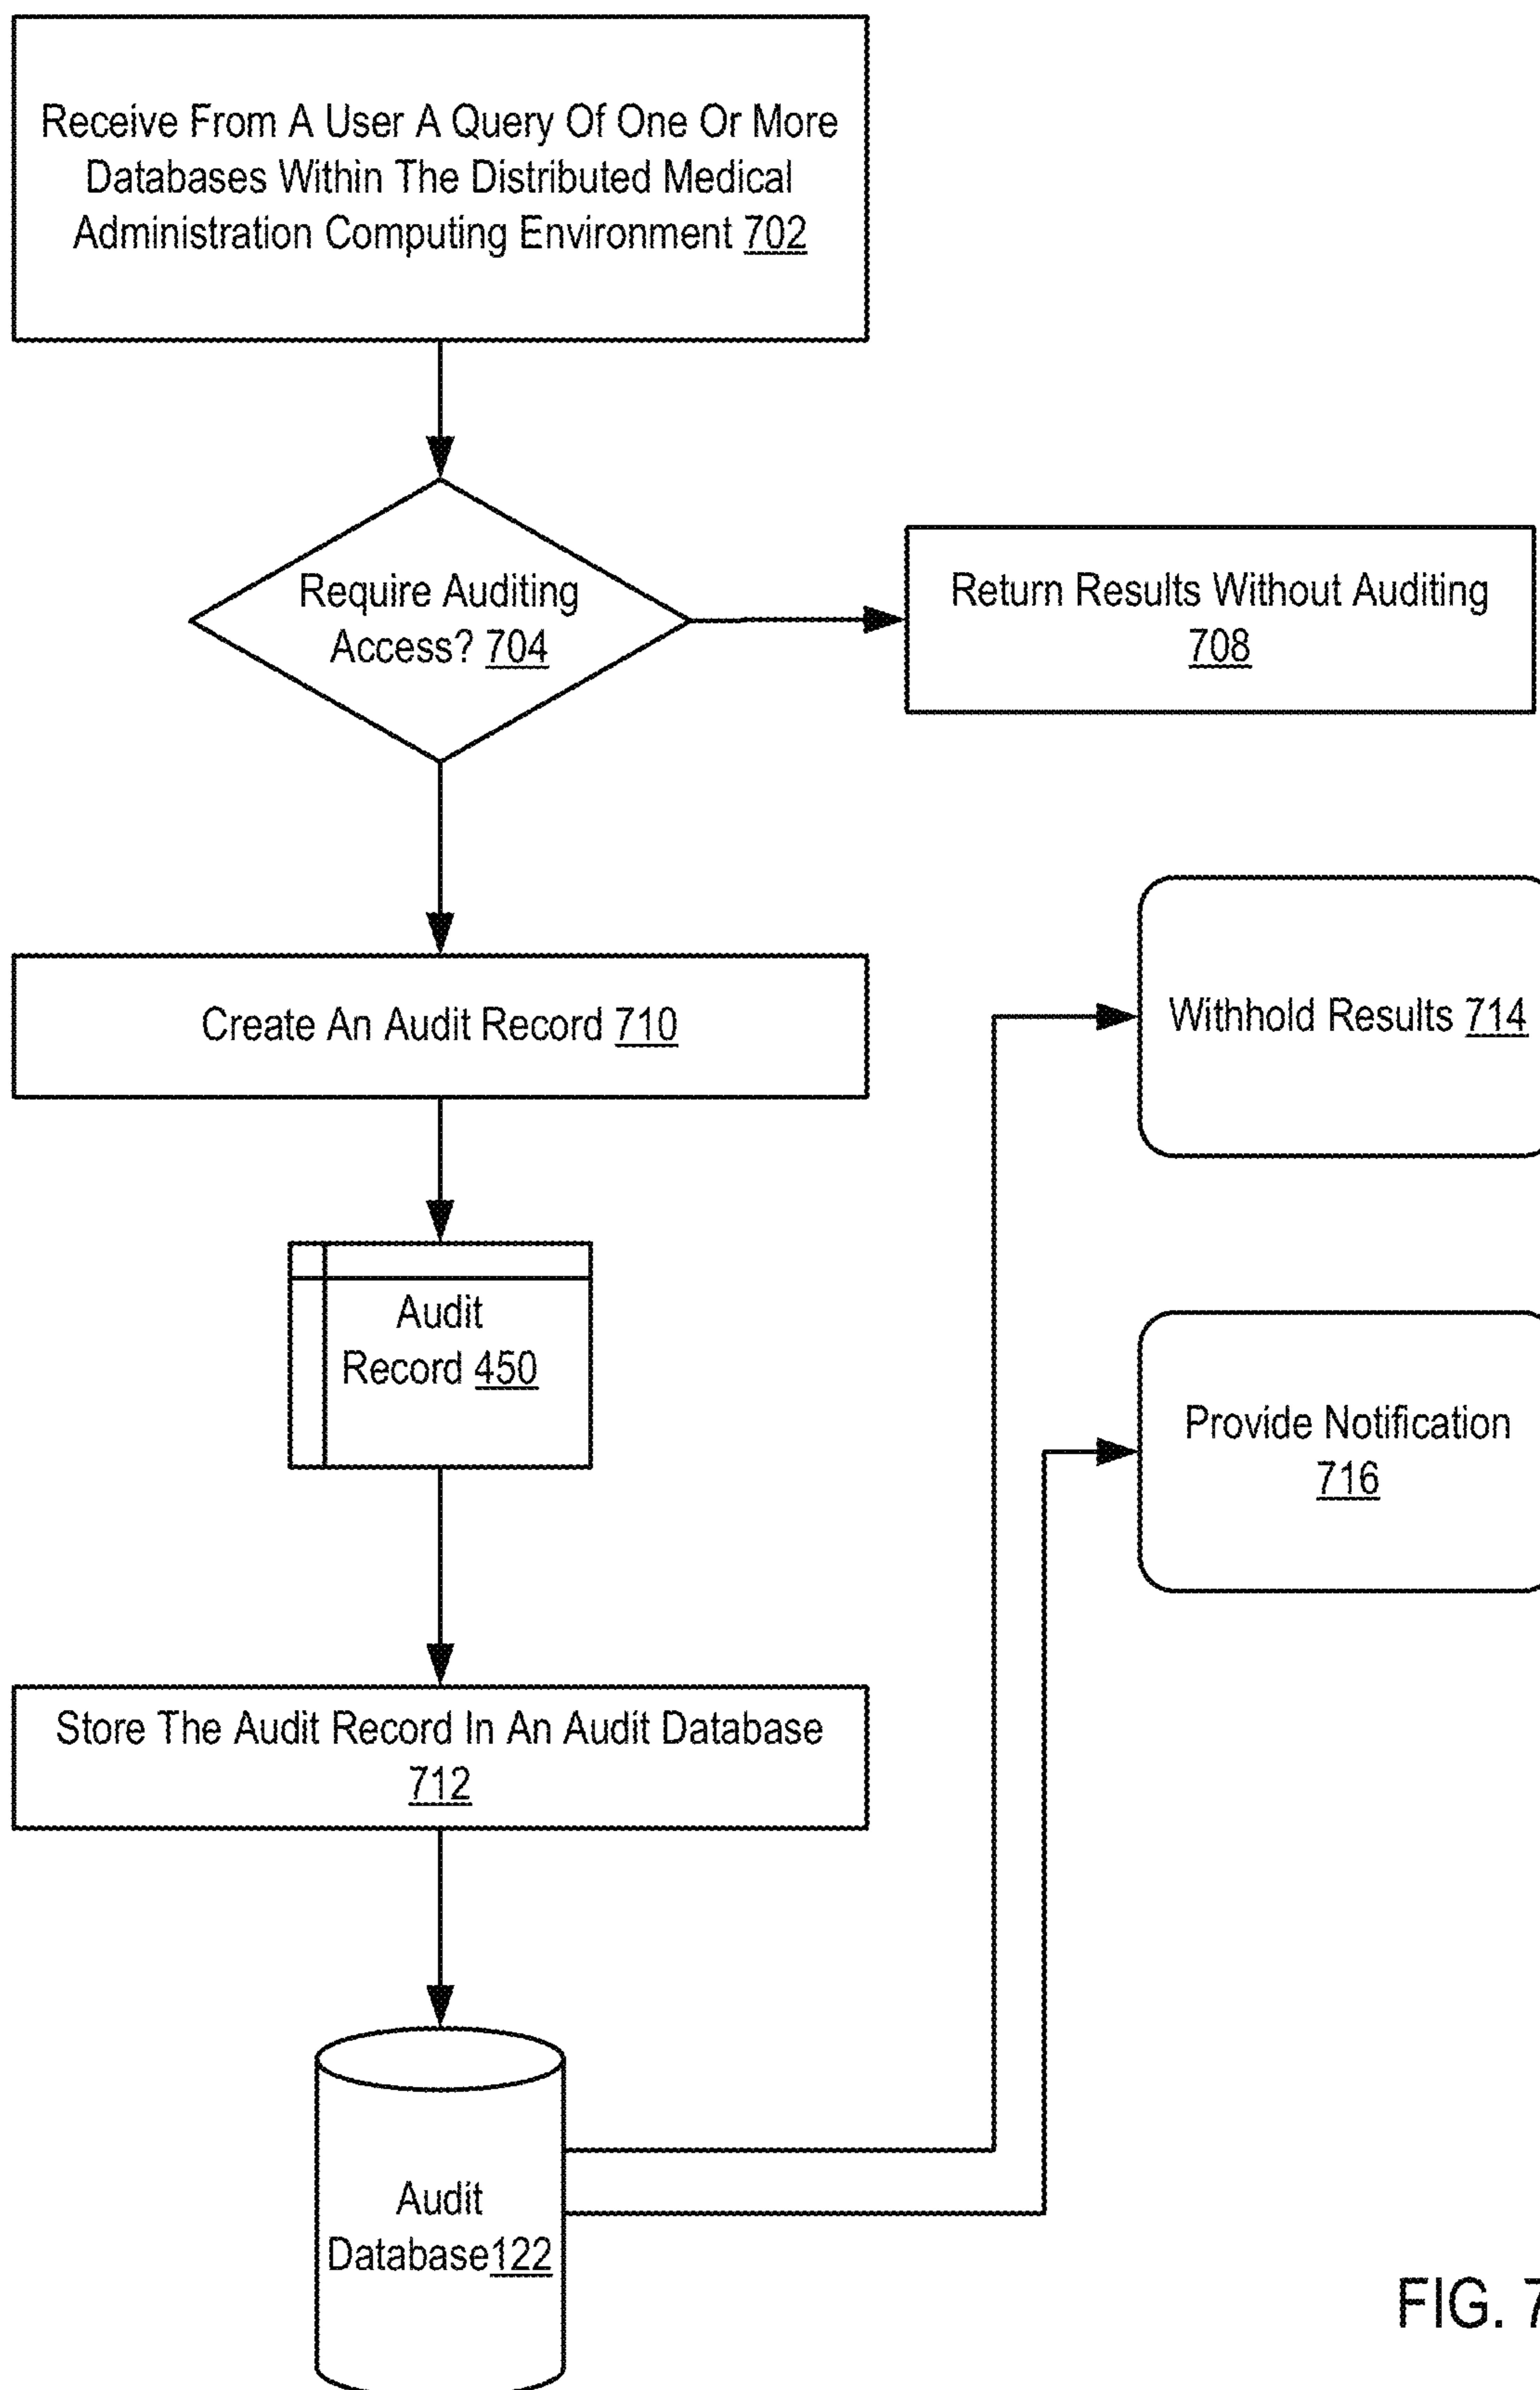 Receive From A User A Query Of One Or More
Databases Within The Distributed Medical
Administration Computing Environment 702
Require Auditing
Access? 704
Return Results Without Auditing
708
Create An Audit Record 710
Withhold Results 714
Audit
Record 450
Provide Notification
716
Store The Audit Record In An Audit Database
712
Audit
Database122
FIG. 7